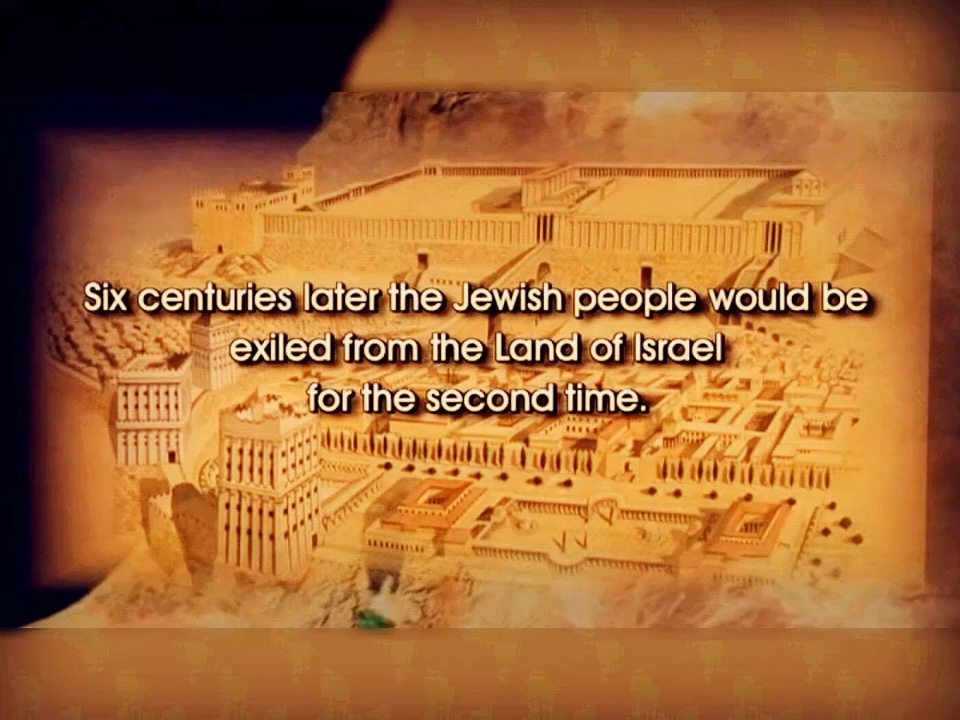 Six centuries later the Jewish people would be
exiled from the Land of Israel
for the second time.